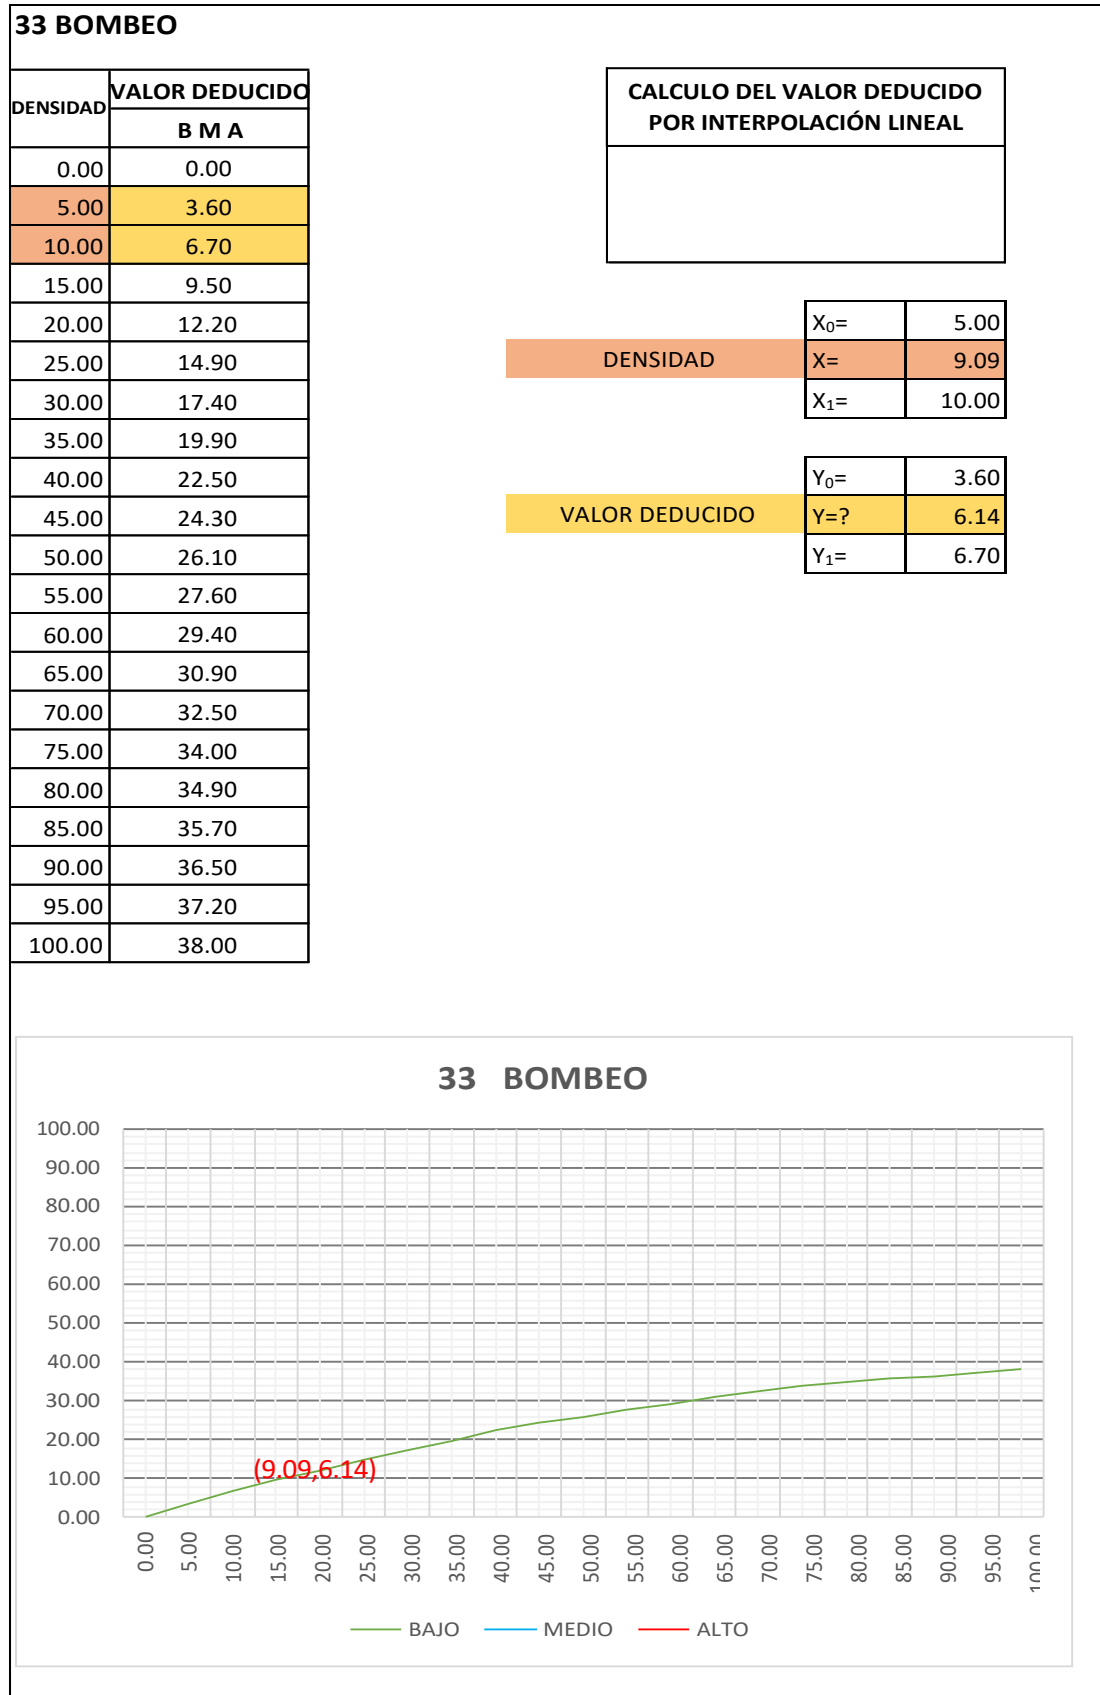 33 BOMBEO
DENSIDAD VALOR DEDUCIDO
B M A
0.00 0.00
5.00 3.60
10.00 6.70
15.00 9.50
20.00 12.20
25.00 14.90
30.00 17.40
35.00 19.90
40.00 22.50
45.00 24.30
50.00 26.10
55.00 27.60
60.00 29.40
65.00 30.90
70.00 32.50
75.00 34.00
80.00 34.90
85.00 35.70
90.00 36.50
95.00 37.20
100.00 38.00
CALCULO DEL VALOR DEDUCIDO
POR INTERPOLACIÓN LINEAL
X₀= 5.00
DENSIDAD X= 9.09
X₁= 10.00
Y₀= 3.60
VALOR DEDUCIDO Y=? 6.14
Y₁= 6.70
33 BOMBEO
100.00
90.00
80.00
70.00
60.00
50.00
40.00
30.00
20.00
10.00
0.00
(9.09,6.14)
0.00 5.00 10.00 15.00 20.00 25.00 30.00 35.00 40.00 45.00 50.00 55.00 60.00 65.00 70.00 75.00 80.00 85.00 90.00 95.00 100.00
BAJO MEDIO ALTO